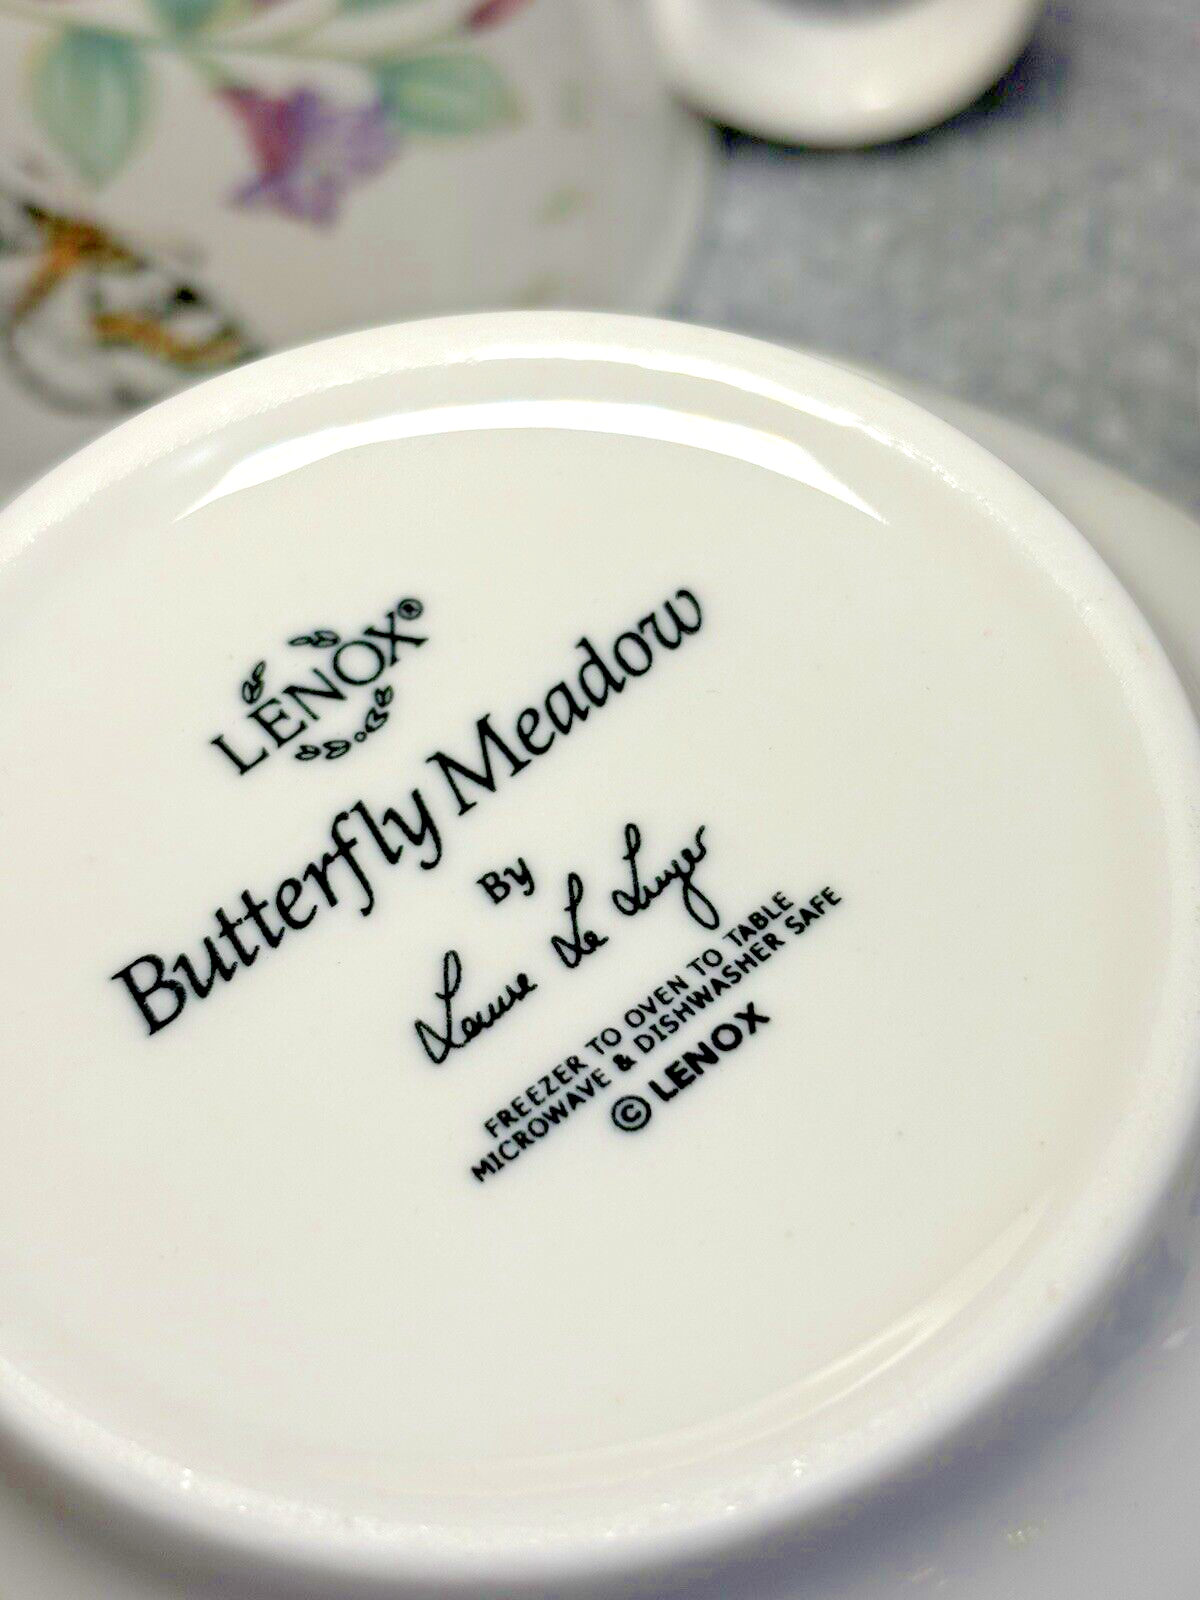 LENOX®
Butterfly Meadow
By
Louise Le Luyer
FREEZER TO OVEN TO TABLE
MICROWAVE & DISHWASHER SAFE
© LENOX